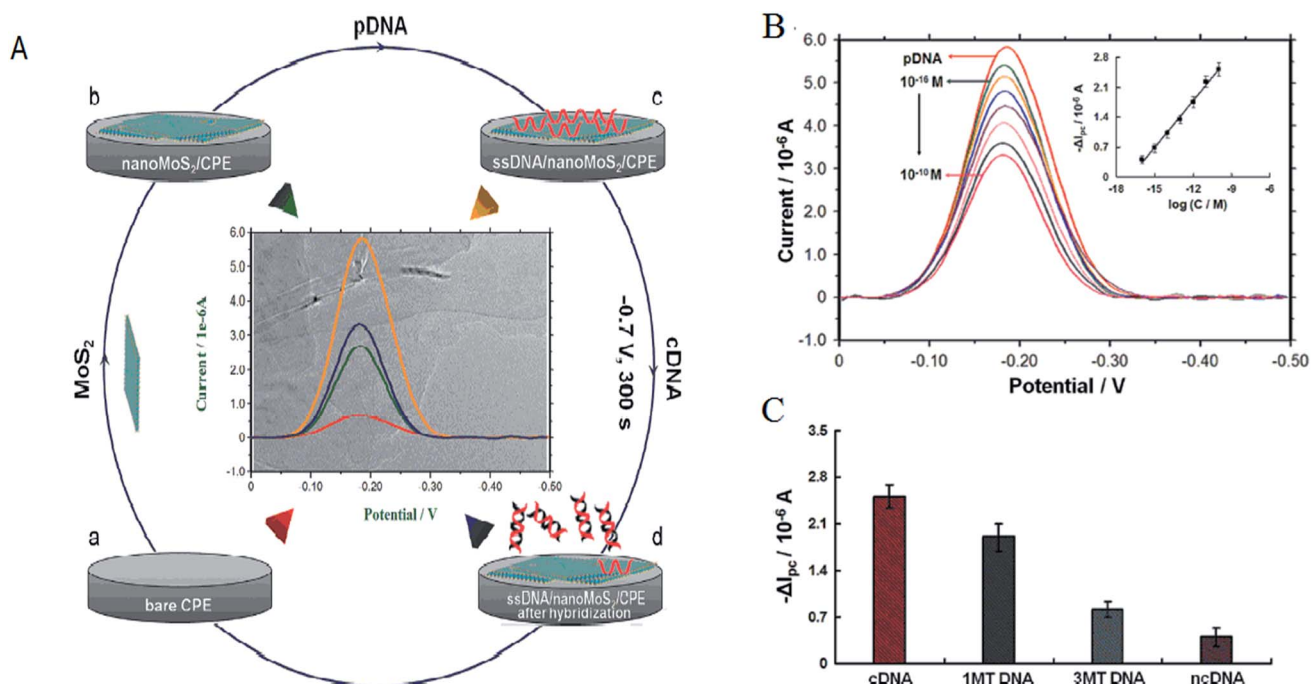 A
pDNA
b
nanoMoS₂/CPE
c
ssDNA/nanoMoS₂/CPE
MoS₂
-0.7 V, 300 s
cDNA
6.0
5.0
4.0
3.0
2.0
1.0
0
-1.0
0 -0.10 -0.20 -0.30 -0.40 -0.50
Current / 1e-6A
Potential / V
a
bare CPE
d
ssDNA/nanoMoS₂/CPE
after hybridization
B
6.0
5.0
4.0
3.0
2.0
1.0
0
-1.0
0 -0.10 -0.20 -0.30 -0.40 -0.50
Current / 10⁻⁶ A
Potential / V
pDNA
10⁻¹⁶ M
10⁻¹⁰ M
2.8
2.1
1.4
0.7
0
-18 -15 -12 -9 -6
-ΔIpc / 10⁻⁶ A
log (C / M)
C
3.5
2.8
2.1
1.4
0.7
0
-ΔIpc / 10⁻⁶ A
cDNA 1MT DNA 3MT DNA ncDNA